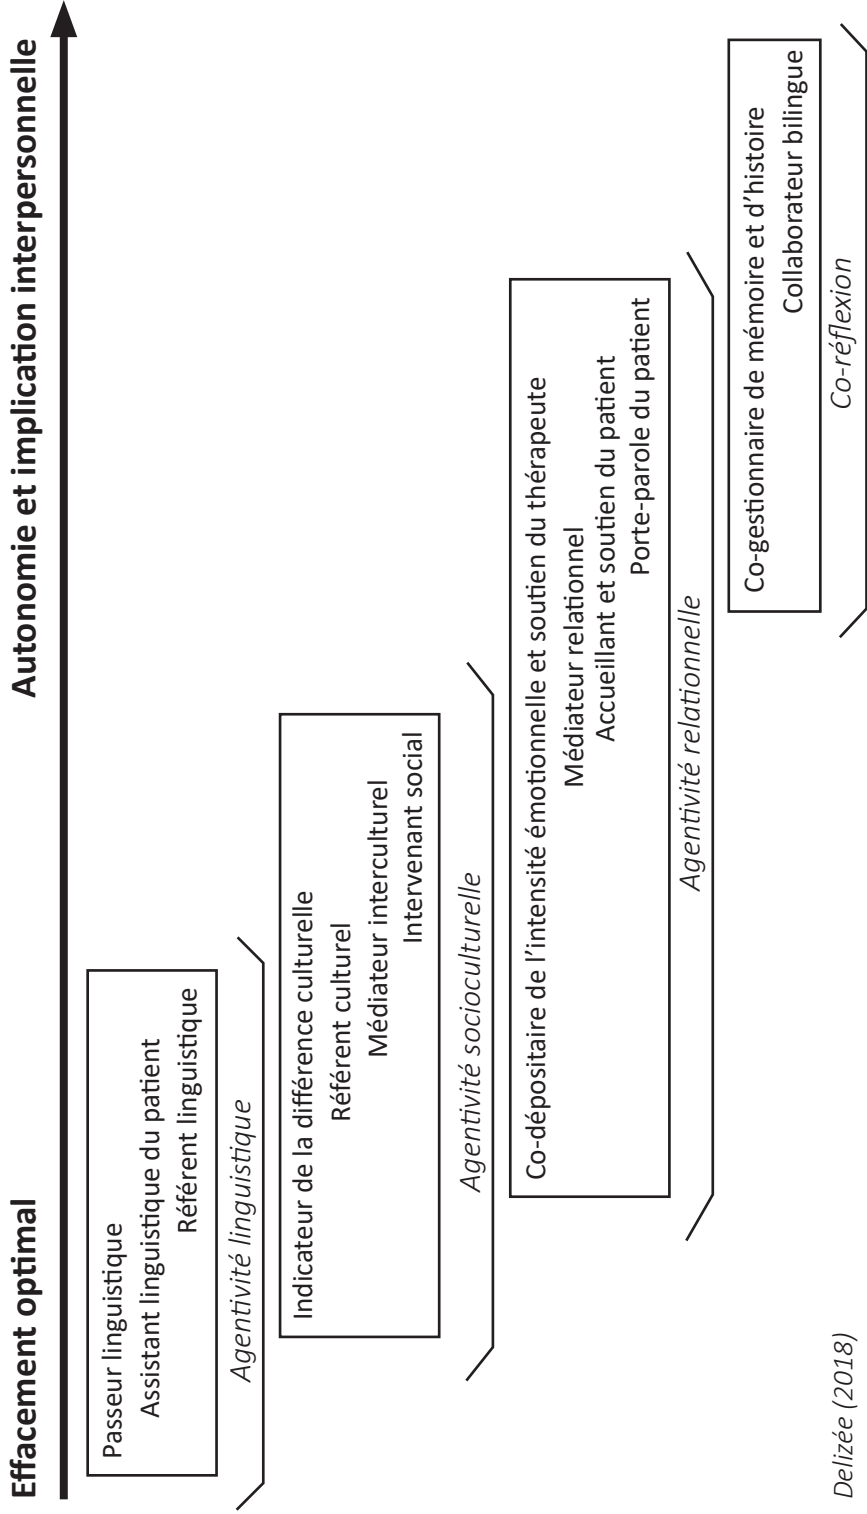 Effacement optimal
Autonomie et implication interpersonnelle
Passeur linguistique
Assistant linguistique du patient
Référent linguistique
Agentivité linguistique
Indicateur de la différence culturelle
Référent culturel
Médiateur interculturel
Intervenant social
Agentivité socioculturelle
Co-dépositaire de l’intensité émotionnelle et soutien du thérapeute
Médiateur relationnel
Accueillant et soutien du patient
Porte-parole du patient
Agentivité relationnelle
Co-gestionnaire de mémoire et d’histoire
Collaborateur bilingue
Co-réflexion
Delizée (2018)